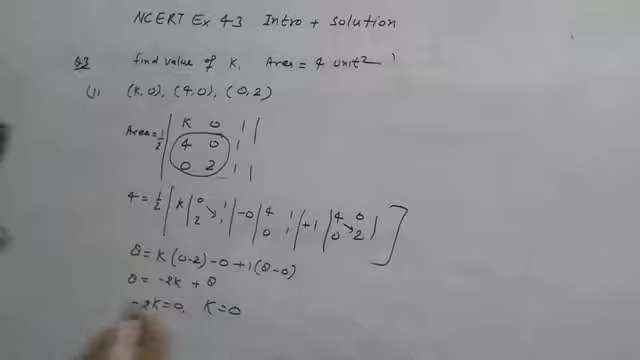 NCERT Ex 4.3 Intro + solution
Q3 find value of K, Area = 4 unit²
(i) (K, 0), (4, 0), (0, 2)
Area = 1/2 | K 0 1 |
| 4 0 1 |
| 0 2 1 |
4 = 1/2 | K | 0 1 | -0 | 4 1 | +1 | 4 0 | ]
2 1 0 1 0 2
8 = K (0-2) -0 + 1 (8-0)
8 = -2K + 8
-2K = 0, K = 0